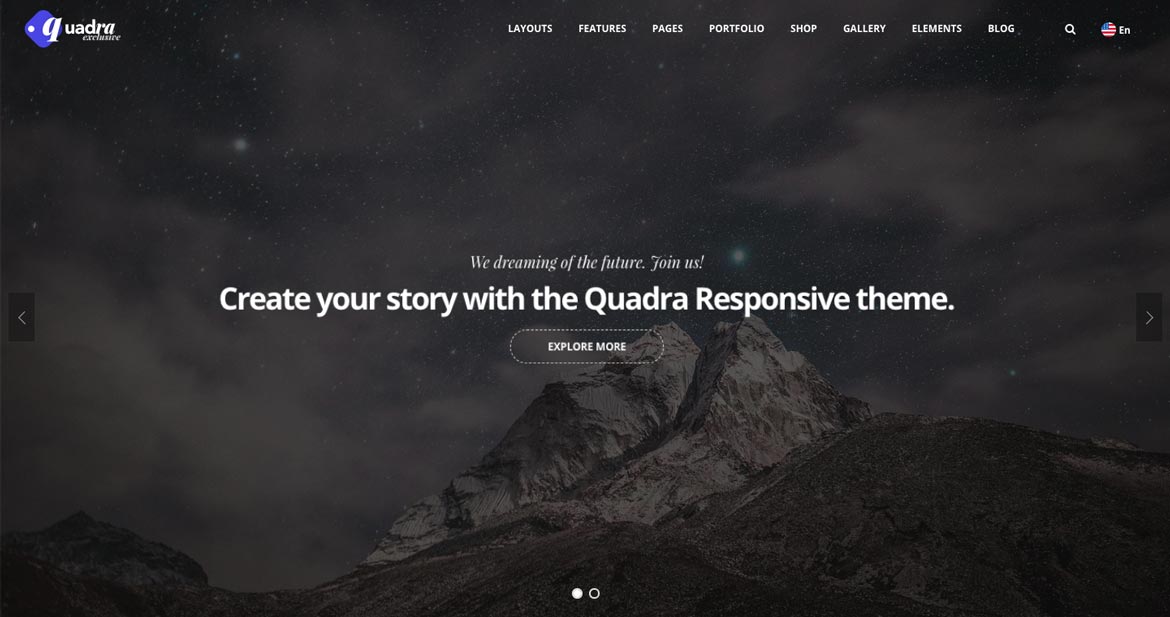 quadra
exclusive
LAYOUTS FEATURES PAGES PORTFOLIO SHOP GALLERY ELEMENTS BLOG En
We dreaming of the future. Join us!
Create your story with the Quadra Responsive theme.
EXPLORE MORE